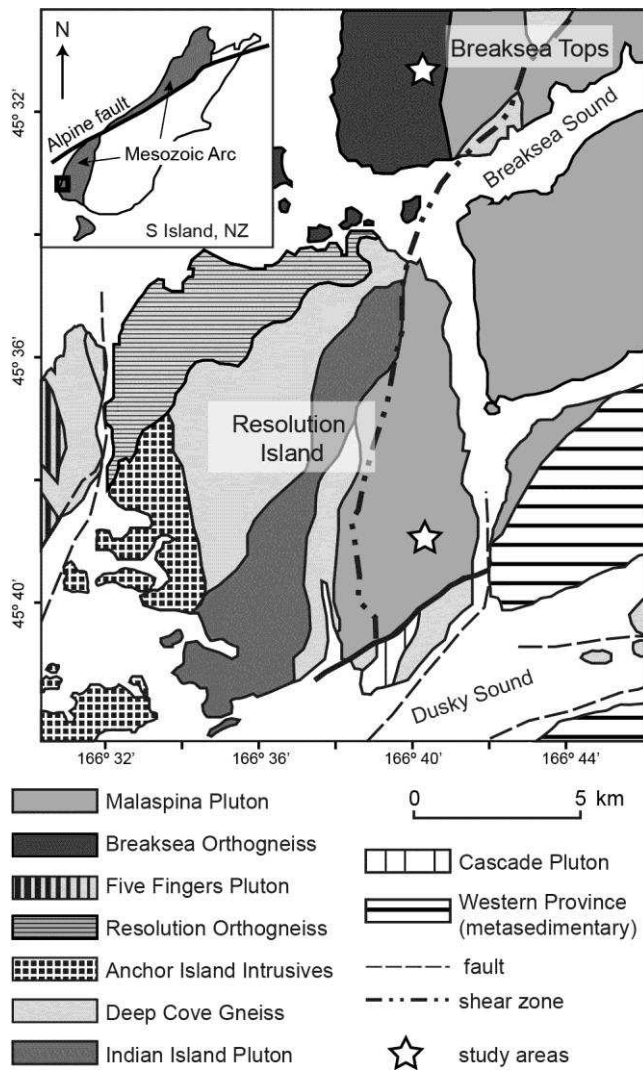 N
Alpine fault
Mesozoic Arc
S Island, NZ
Breaksea Tops
Breaksea Sound
Resolution
Island
Dusky Sound
45° 32'
45° 36'
45° 40'
166° 32'
166° 36'
166° 40'
166° 44'
Malaspina Pluton
Breaksea Orthogneiss
Five Fingers Pluton
Resolution Orthogneiss
Anchor Island Intrusives
Deep Cove Gneiss
Indian Island Pluton
0 5 km
Cascade Pluton
Western Province
(metasedimentary)
fault
shear zone
study areas